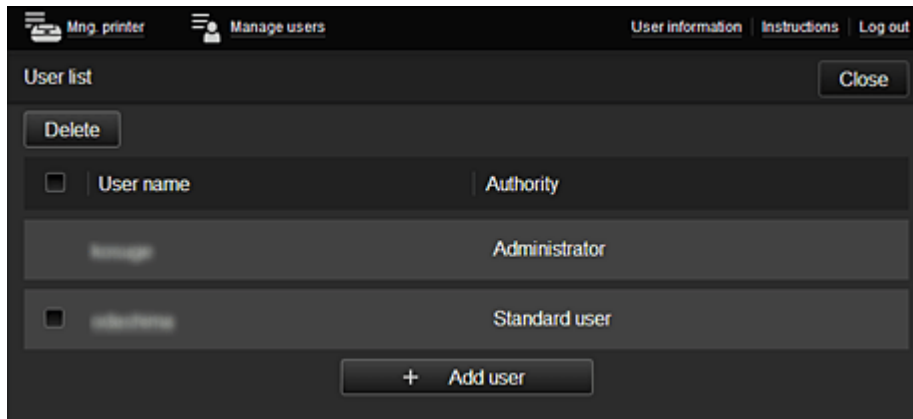 Mng. printer Manage users User information Instructions Log out
User list Close
Delete
User name Authority
Administrator
Standard user
+ Add user